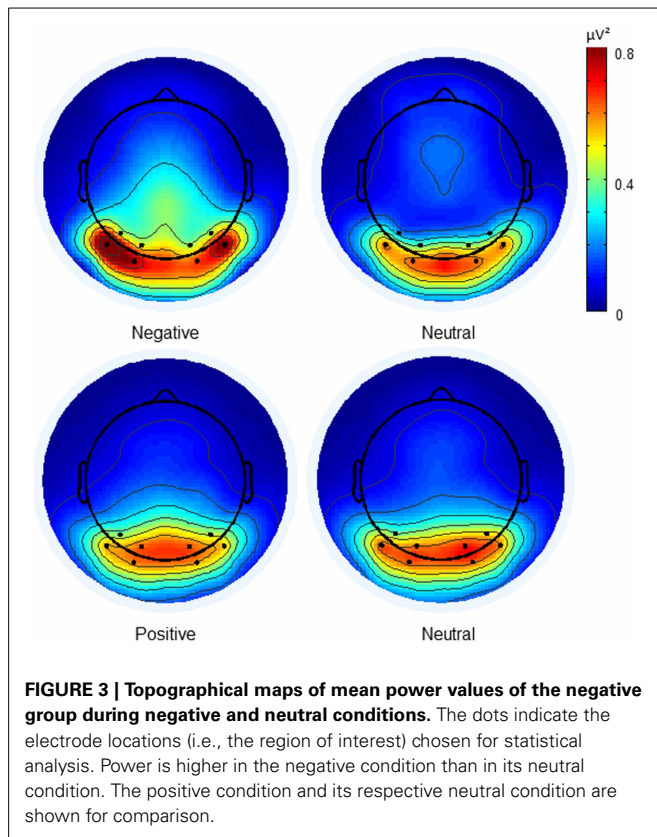 μV²
0.8
0.4
0
Negative
Neutral
Positive
Neutral
FIGURE 3 | Topographical maps of mean power values of the negative
group during negative and neutral conditions. The dots indicate the
electrode locations (i.e., the region of interest) chosen for statistical
analysis. Power is higher in the negative condition than in its neutral
condition. The positive condition and its respective neutral condition are
shown for comparison.